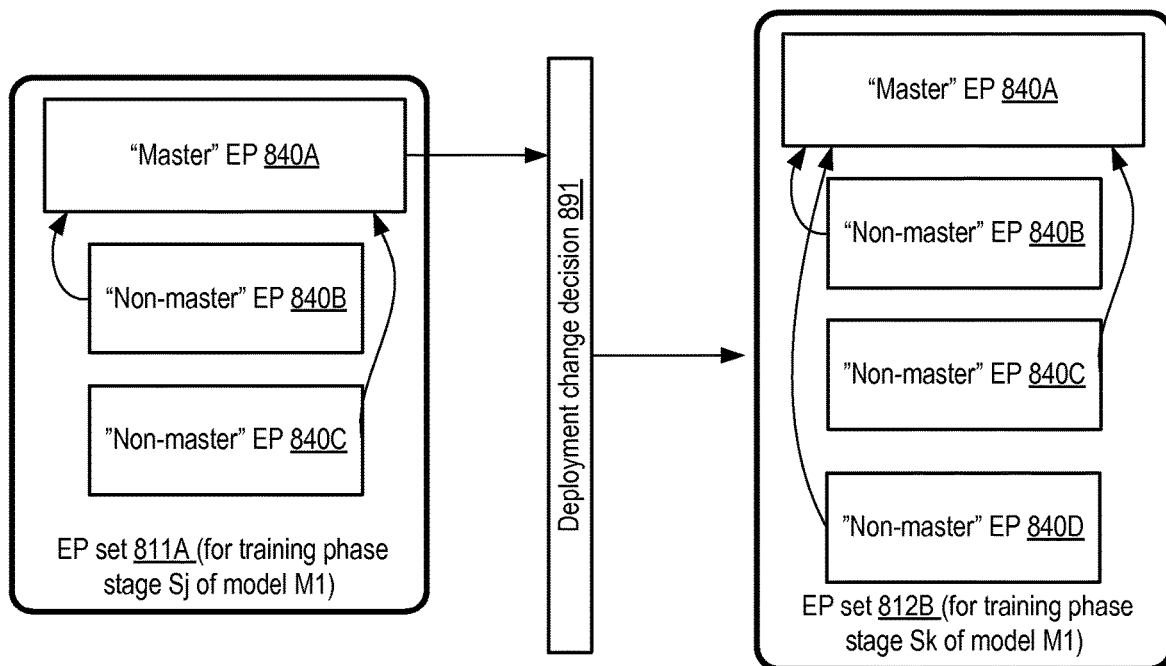 “Master” EP 840A
“Non-master” EP 840B
”Non-master” EP 840C
EP set 811A (for training phase
stage Sj of model M1)
Deployment change decision 891
“Master” EP 840A
“Non-master” EP 840B
”Non-master” EP 840C
”Non-master” EP 840D
EP set 812B (for training phase
stage Sk of model M1)